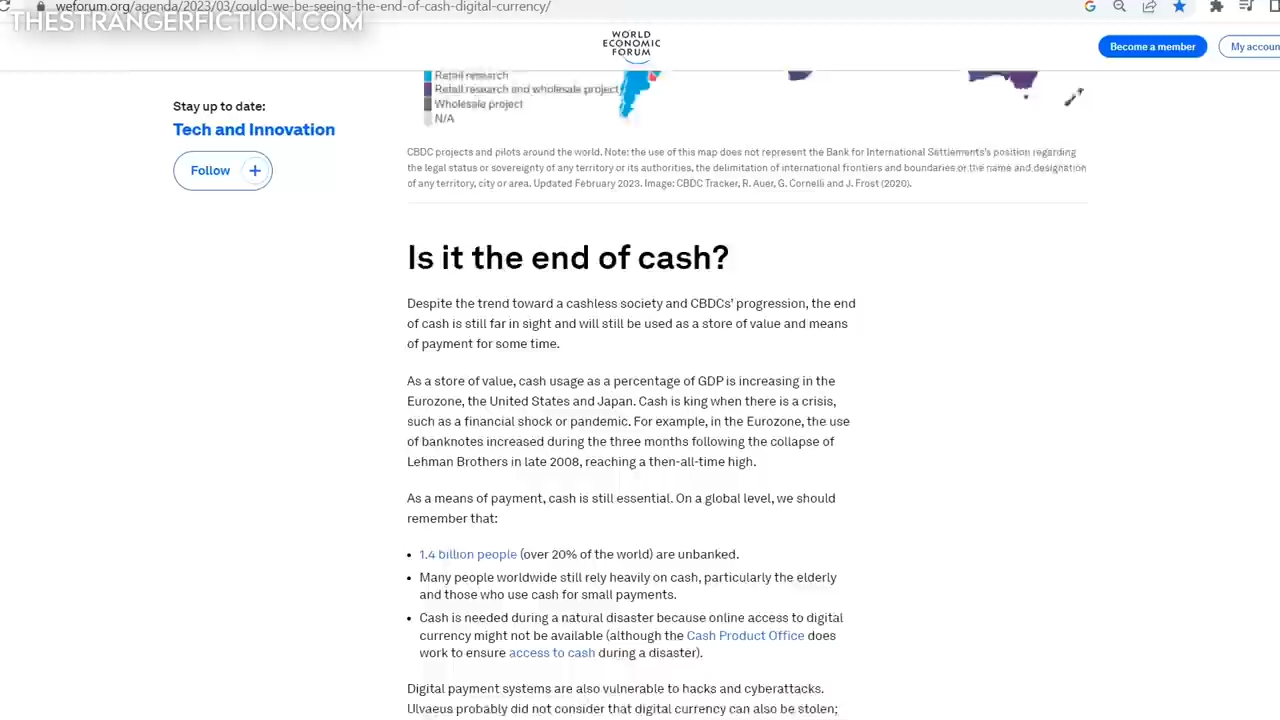 weforum.org/agenda/2023/03/could-we-be-seeing-the-end-of-cash-digital-currency/
THESTRANGERFICTION.COM
WORLD
ECONOMIC
FORUM
Become a member
My accoun
Stay up to date:
Tech and Innovation
Follow +
Retail research
Retail research and wholesale project
Wholesale project
N/A
CBDC projects and pilots around the world. Note: the use of this map does not represent the Bank for International Settlements's position regarding
the legal status or sovereignty of any territory or its authorities, the delimitation of international frontiers and boundaries or the name and designation
of any territory, city or area. Updated February 2023. Image: CBDC Tracker, R. Auer, G. Cornelli and J. Frost (2020).
Is it the end of cash?
Despite the trend toward a cashless society and CBDCs' progression, the end
of cash is still far in sight and will still be used as a store of value and means
of payment for some time.
As a store of value, cash usage as a percentage of GDP is increasing in the
Eurozone, the United States and Japan. Cash is king when there is a crisis,
such as a financial shock or pandemic. For example, in the Eurozone, the use
of banknotes increased during the three months following the collapse of
Lehman Brothers in late 2008, reaching a then-all-time high.
As a means of payment, cash is still essential. On a global level, we should
remember that:
• 1.4 billion people (over 20% of the world) are unbanked.
• Many people worldwide still rely heavily on cash, particularly the elderly
and those who use cash for small payments.
• Cash is needed during a natural disaster because online access to digital
currency might not be available (although the Cash Product Office does
work to ensure access to cash during a disaster).
Digital payment systems are also vulnerable to hacks and cyberattacks.
Ulvaeus probably did not consider that digital currency can also be stolen;